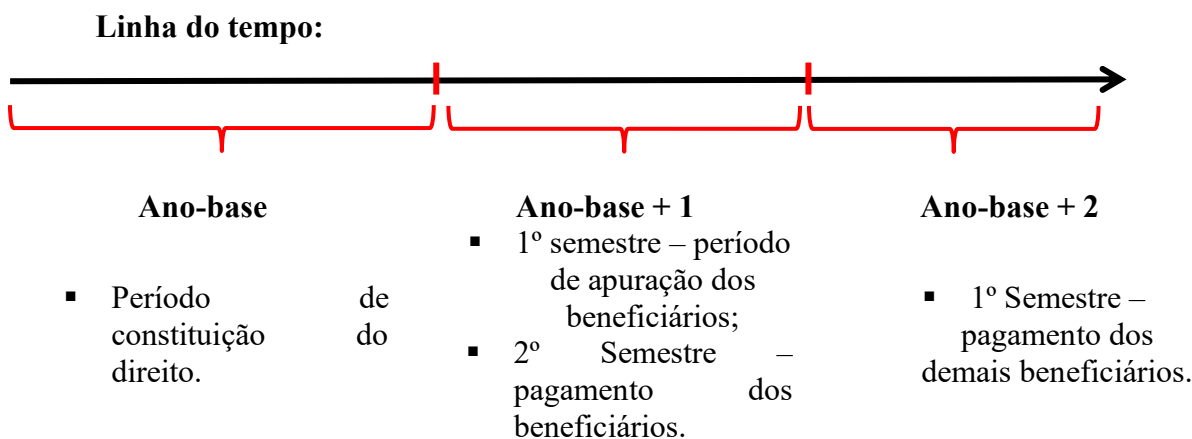 Linha do tempo:
Ano-base
▪ Período de
constituição do
direito.
Ano-base + 1
▪ 1º semestre – período
de apuração dos
beneficiários;
▪ 2º Semestre –
pagamento dos
beneficiários.
Ano-base + 2
▪ 1º Semestre –
pagamento dos
demais beneficiários.